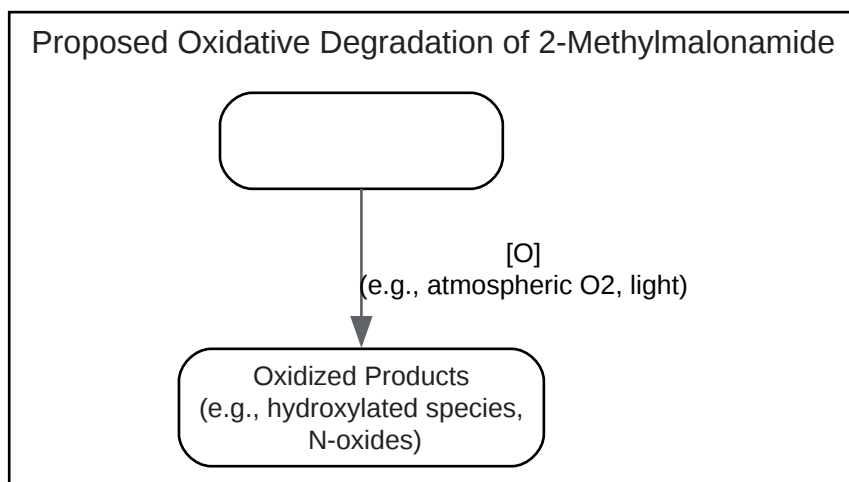 Proposed Oxidative Degradation of 2-Methylmalonamide
[O]
(e.g., atmospheric O2, light)
Oxidized Products
(e.g., hydroxylated species,
N-oxides)